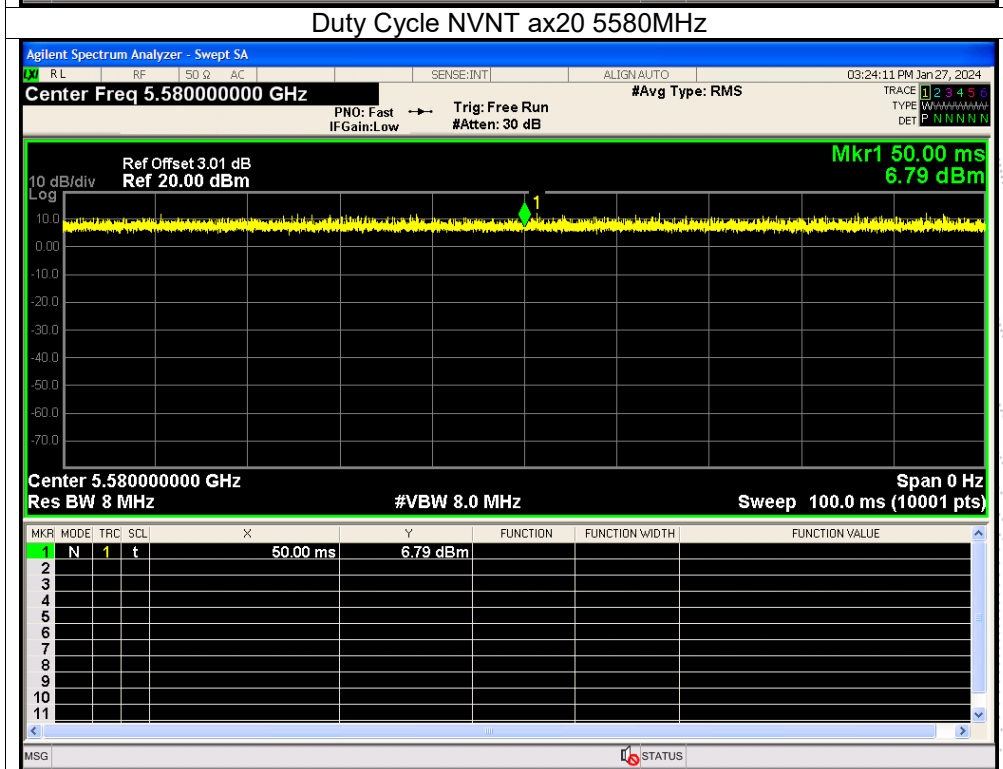 Duty Cycle NVNT ax20 5580MHz
Agilent Spectrum Analyzer - Swept SA
LXI RL RF 50 Ω AC SENSE:INT ALIGN AUTO 03:24:11 PM Jan 27, 2024
Center Freq 5.580000000 GHz #Avg Type: RMS TRACE 1 2 3 4 5 6
PNO: Fast Trig: Free Run TYPE WWWWWW
IFGain:Low #Atten: 30 dB DET P N N N N N
Mkr1 50.00 ms
Ref Offset 3.01 dB
10 dB/div Ref 20.00 dBm 6.79 dBm
Log
1
10.0
0.00
-10.0
-20.0
-30.0
-40.0
-50.0
-60.0
-70.0
Center 5.580000000 GHz Span 0 Hz
Res BW 8 MHz #VBW 8.0 MHz Sweep 100.0 ms (10001 pts)
MKR MODE TRC SCL X Y FUNCTION FUNCTION WIDTH FUNCTION VALUE
1 N 1 t 50.00 ms 6.79 dBm
2
3
4
5
6
7
8
9
10
11
MSG STATUS